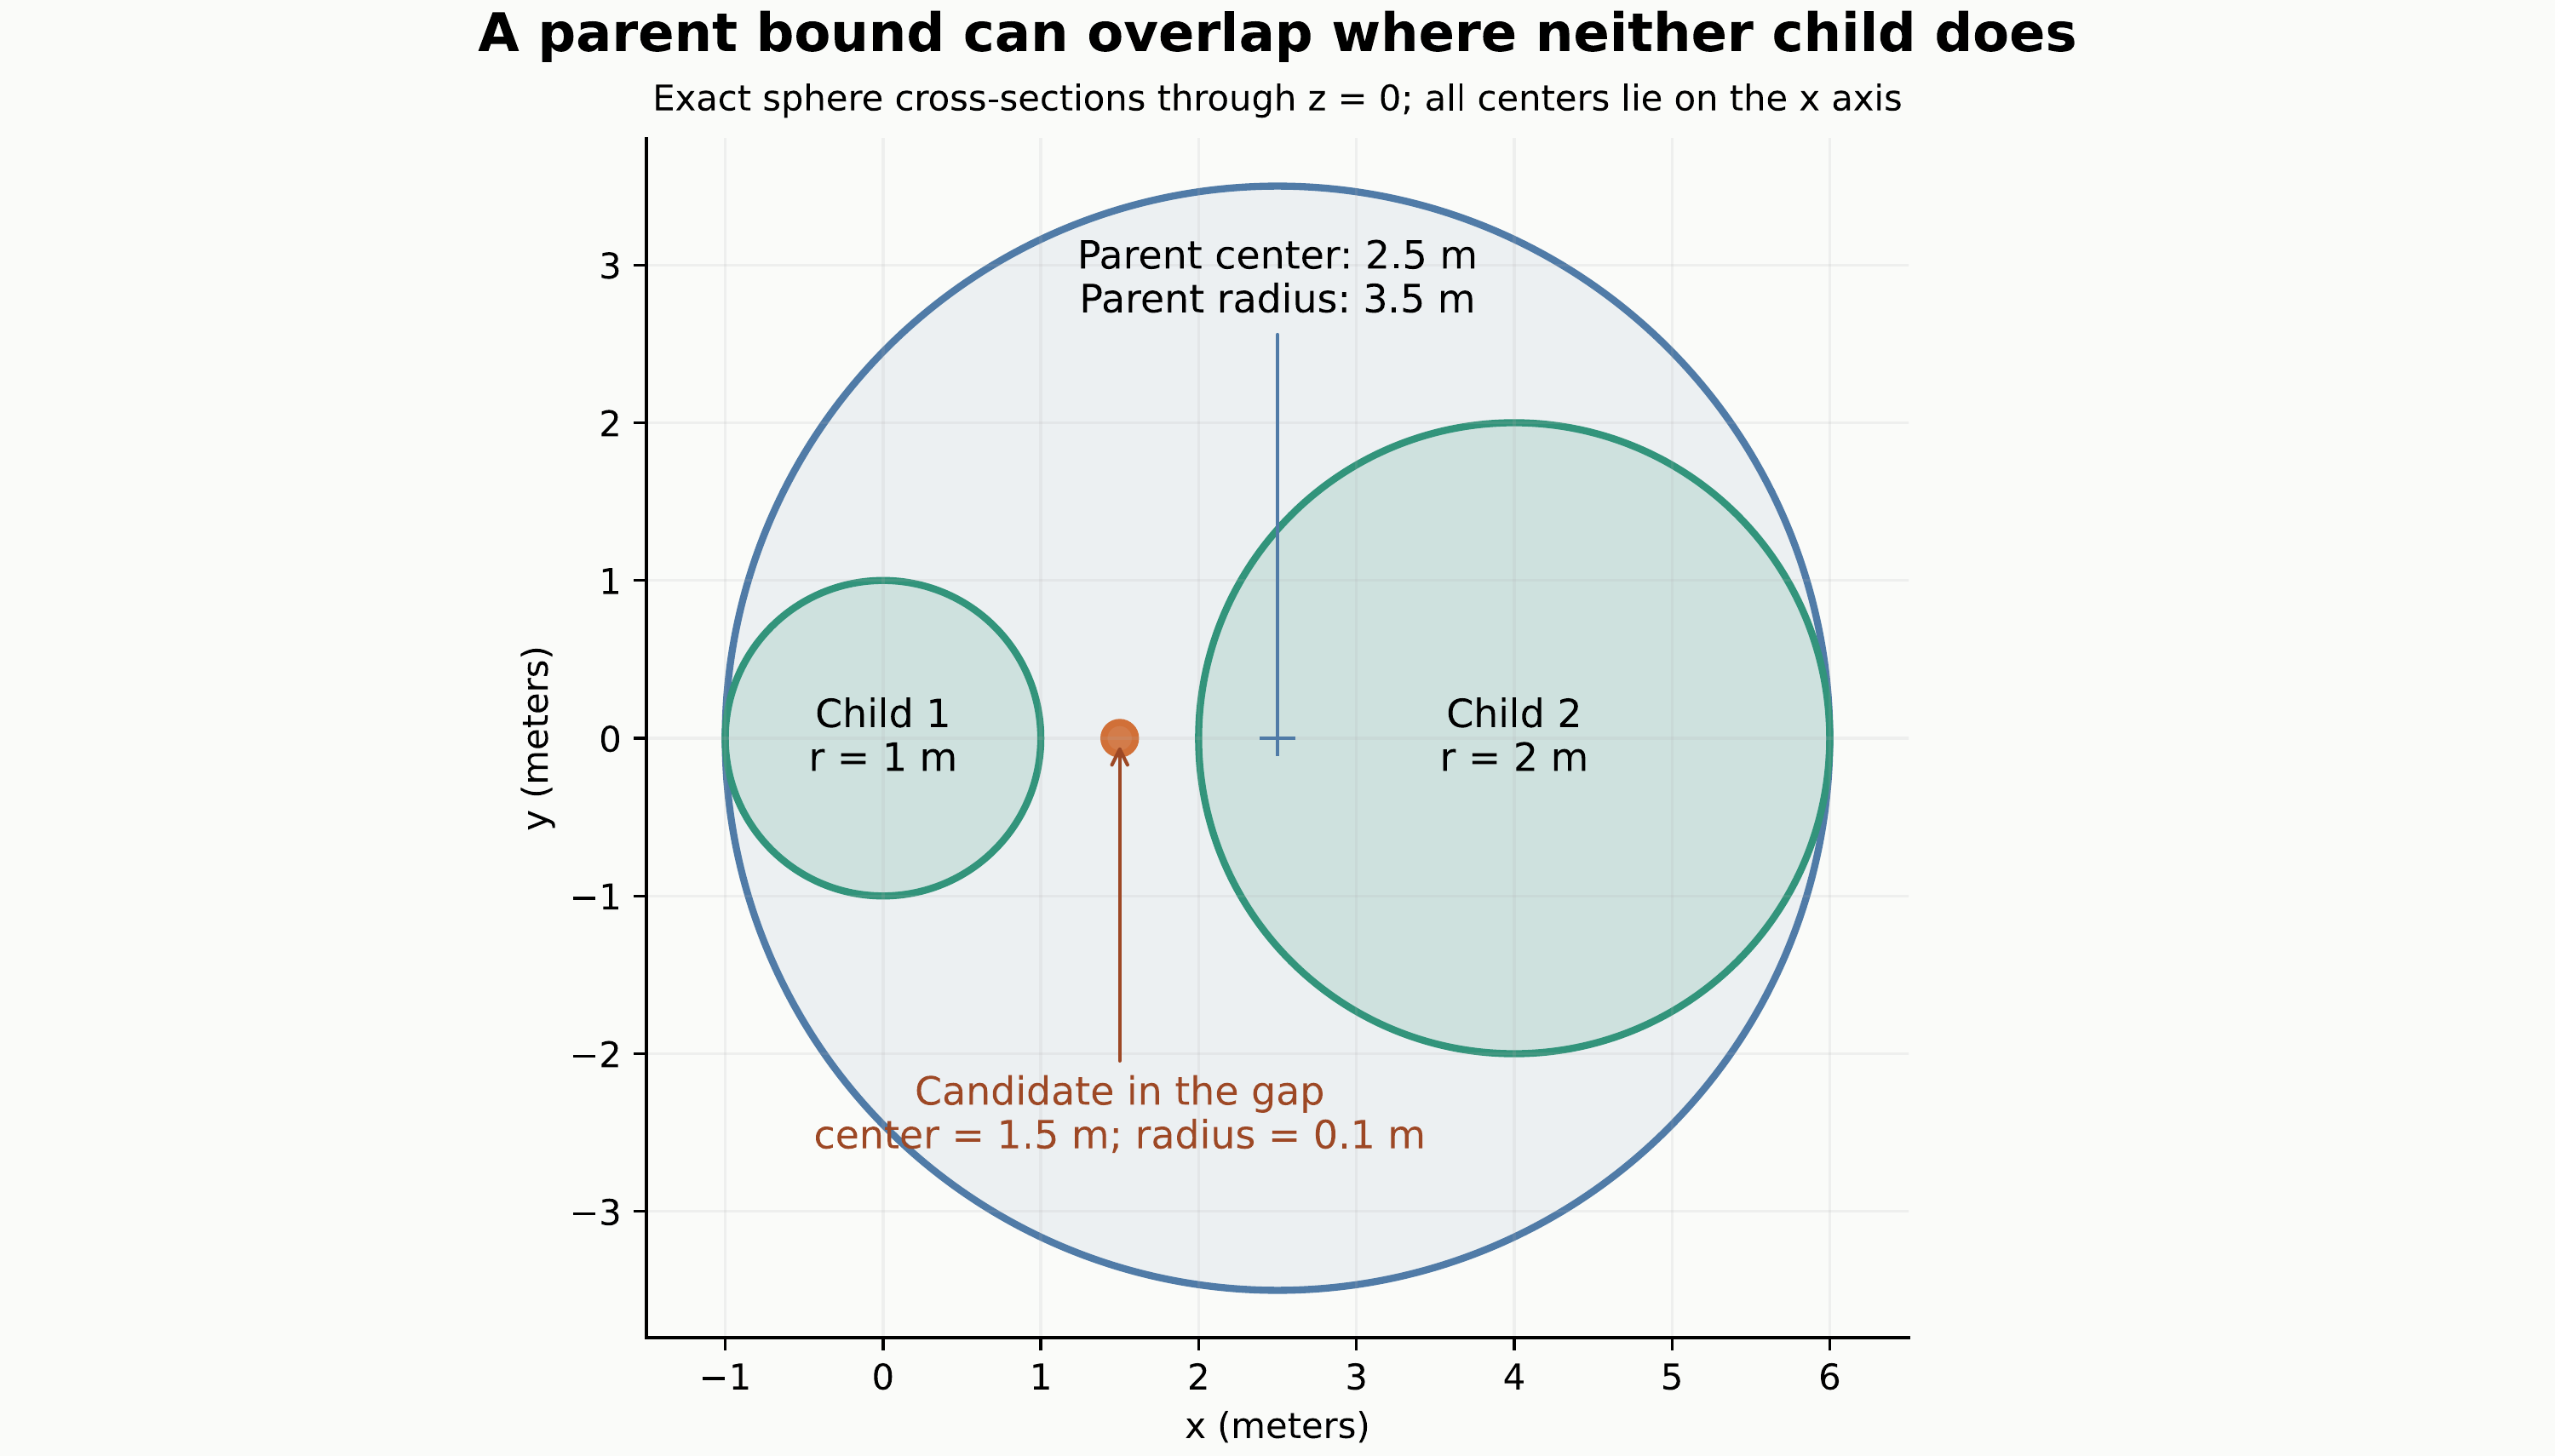 A parent bound can overlap where neither child does
Exact sphere cross-sections through z = 0; all centers lie on the x axis
Parent center: 2.5 m
Parent radius: 3.5 m
Child 1
r = 1 m
Child 2
r = 2 m
Candidate in the gap
center = 1.5 m; radius = 0.1 m
y (meters)
3
2
1
0
−1
−2
−3
−1 0 1 2 3 4 5 6
x (meters)